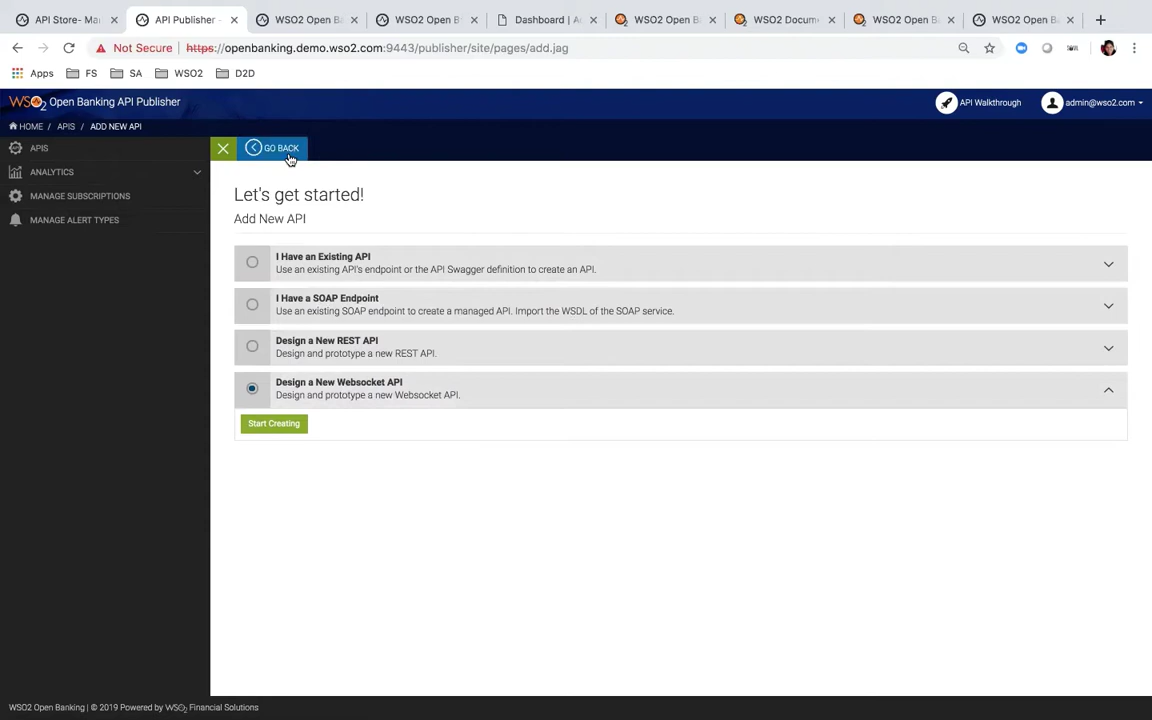 API Store- Ma
API Publisher -
WSO2 Open Ba
WSO2 Open B
Dashboard | A
WSO2 Open B
WSO2 Docum
WSO2 Open B
WSO2 Open B
Not Secure | https://openbanking.demo.wso2.com:9443/publisher/site/pages/add.jag
Apps FS SA WSO2 D2D
WSO2 Open Banking API Publisher
API Walkthrough
admin@wso2.com
HOME / APIS / ADD NEW API
APIS
ANALYTICS
MANAGE SUBSCRIPTIONS
MANAGE ALERT TYPES
GO BACK
Let's get started!
Add New API
I Have an Existing API
Use an existing API's endpoint or the API Swagger definition to create an API.
I Have a SOAP Endpoint
Use an existing SOAP endpoint to create a managed API. Import the WSDL of the SOAP service.
Design a New REST API
Design and prototype a new REST API.
Design a New Websocket API
Design and prototype a new Websocket API.
Start Creating
WSO2 Open Banking | © 2019 Powered by WSO2 Financial Solutions